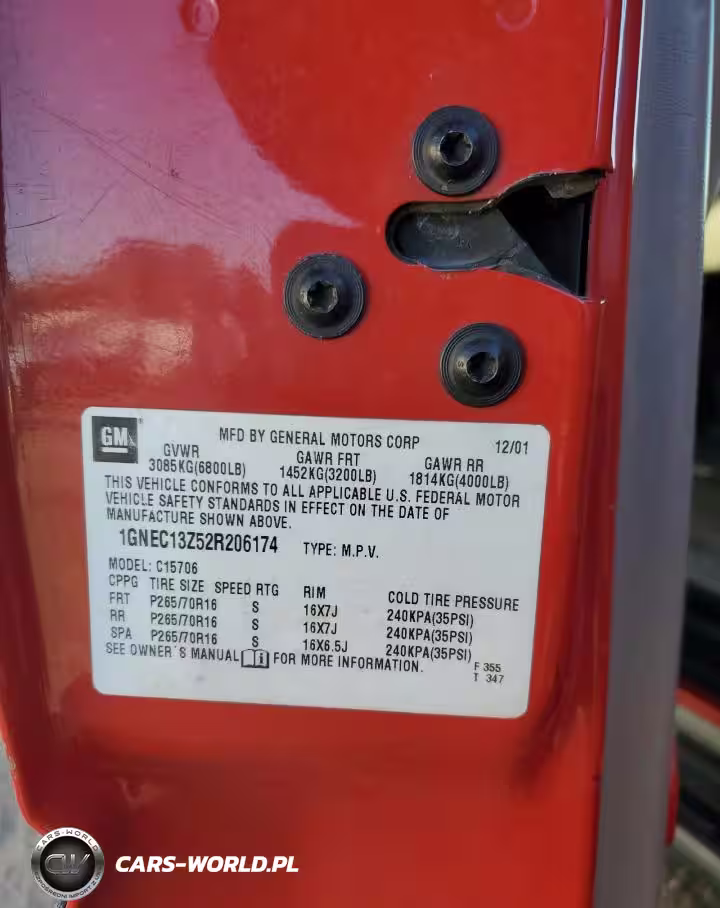 GM
MFD BY GENERAL MOTORS CORP 12/01
GVWR GAWR FRT GAWR RR
3085KG(6800LB) 1452KG(3200LB) 1814KG(4000LB)
THIS VEHICLE CONFORMS TO ALL APPLICABLE U.S. FEDERAL MOTOR
VEHICLE SAFETY STANDARDS IN EFFECT ON THE DATE OF
MANUFACTURE SHOWN ABOVE.
1GNEC13Z52R206174 TYPE: M.P.V.
MODEL: C15706
CPPG TIRE SIZE SPEED RTG RIM COLD TIRE PRESSURE
FRT P265/70R16 S 16X7J 240KPA(35PSI)
RR P265/70R16 S 16X7J 240KPA(35PSI)
SPA P265/70R16 S 16X6.5J 240KPA(35PSI)
SEE OWNER'S MANUAL FOR MORE INFORMATION.
F 355
T 347
CARS-WORLD
CW
CARS-WORLD.PL